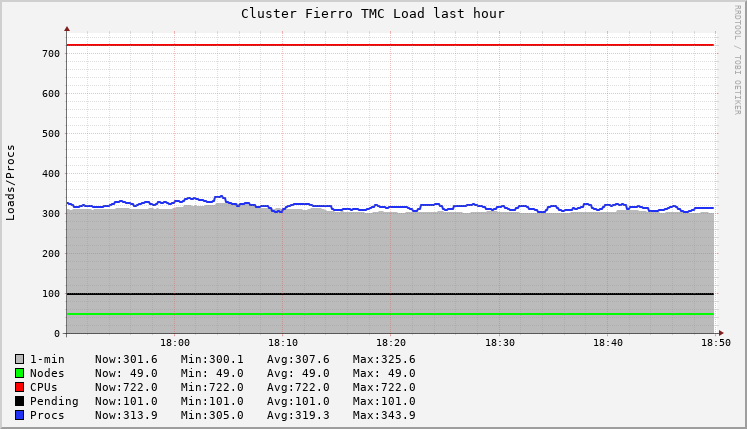 Cluster Fierro TMC Load last hour
RRDTOOL / TOBI OETIKER
Loads/Procs
700
600
500
400
300
200
100
0
18:00 18:10 18:20 18:30 18:40 18:50
1-min Now:301.6 Min:300.1 Avg:307.6 Max:325.6
Nodes Now: 49.0 Min: 49.0 Avg: 49.0 Max: 49.0
CPUs Now:722.0 Min:722.0 Avg:722.0 Max:722.0
Pending Now:101.0 Min:101.0 Avg:101.0 Max:101.0
Procs Now:313.9 Min:305.0 Avg:319.3 Max:343.9